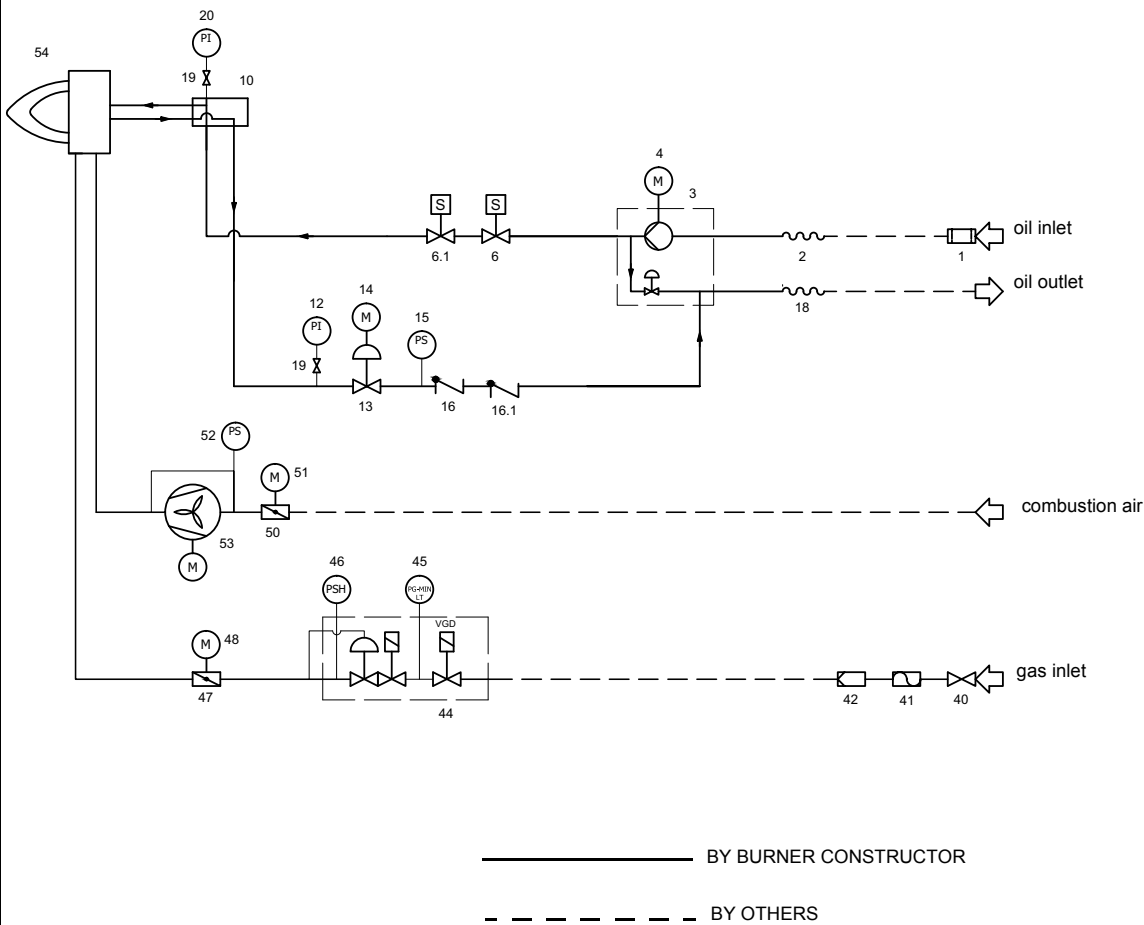 20
PI
54
19
10
4
M
3
S
S
oil inlet
6.1
6
2
1
oil outlet
18
12
PI
14
M
15
PS
19
13
16
16.1
52
PS
51
M
combustion air
50
53
M
46
PSH
45
PG-MIN
LT
VGD
48
M
gas inlet
47
44
42
41
40
BY BURNER CONSTRUCTOR
BY OTHERS